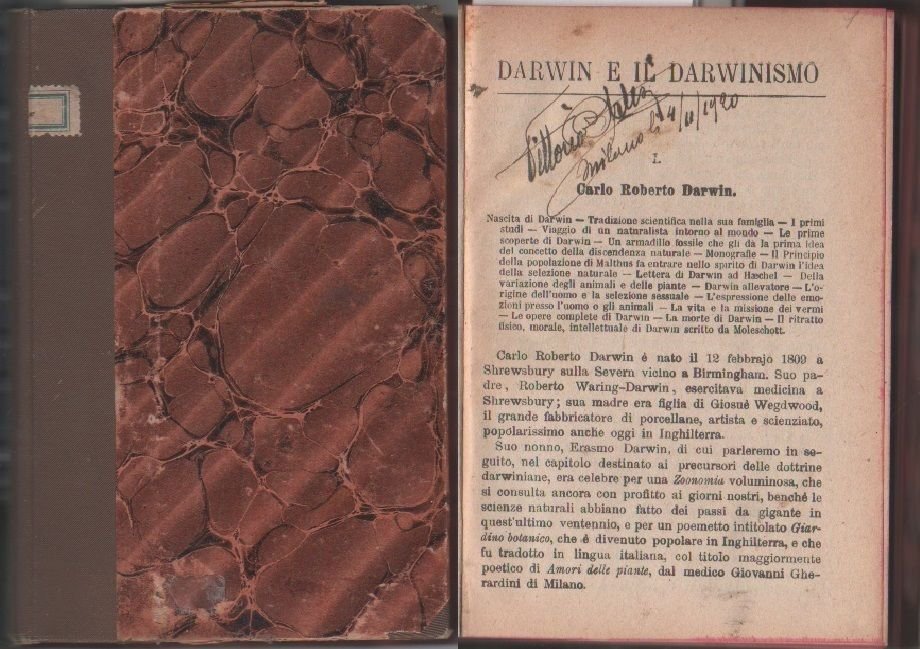 DARWIN E IL DARWINISMO
Vittorio
Milano 4/11/1920
I.
Carlo Roberto Darwin.
Nascita di Darwin — Tradizione scientifica nella sua famiglia — I primi
studi — Viaggio di un naturalista intorno al mondo — Le prime
scoperte di Darwin — Un armadillo fossile che gli dà la prima idea
del concetto della discendenza naturale — Monografie — Il Principio
della popolazione di Malthus fa entrare nello spirito di Darwin l'idea
della selezione naturale — Lettera di Darwin ad Hæchel — Della
variazione degli animali e delle piante — Darwin allevatore — L'o-
rigine dell'uomo e la selezione sessuale — L'espressione delle emo-
zioni presso l'uomo e gli animali — La vita e la missione dei vermi
— Le opere complete di Darwin — La morte di Darwin — Il ritratto
fisico, morale, intellettuale di Darwin scritto da Moleschott.
Carlo Roberto Darwin è nato il 12 febbrajo 1809 a
Shrewsbury sulla Severn vicino a Birmingham. Suo pa-
dre, Roberto Waring-Darwin, esercitava medicina a
Shrewsbury; sua madre era figlia di Giosuè Wegdwood,
il grande fabbricatore di porcellane, artista e scienziato,
popolarissimo anche oggi in Inghilterra.
Suo nonno, Erasmo Darwin, di cui parleremo in se-
guito, nel capitolo destinato ai precursori delle dottrine
darwiniane, era celebre per una Zoonomia voluminosa, che
si consulta ancora con profitto ai giorni nostri, benchè le
scienze naturali abbiano fatto dei passi da gigante in
quest'ultimo ventennio, e per un poemetto intitolato Giar-
dino botanico, che è divenuto popolare in Inghilterra, e che
fu tradotto in lingua italiana, col titolo maggiormente
poetico di Amori delle piante, dal medico Giovanni Ghe-
rardini di Milano.